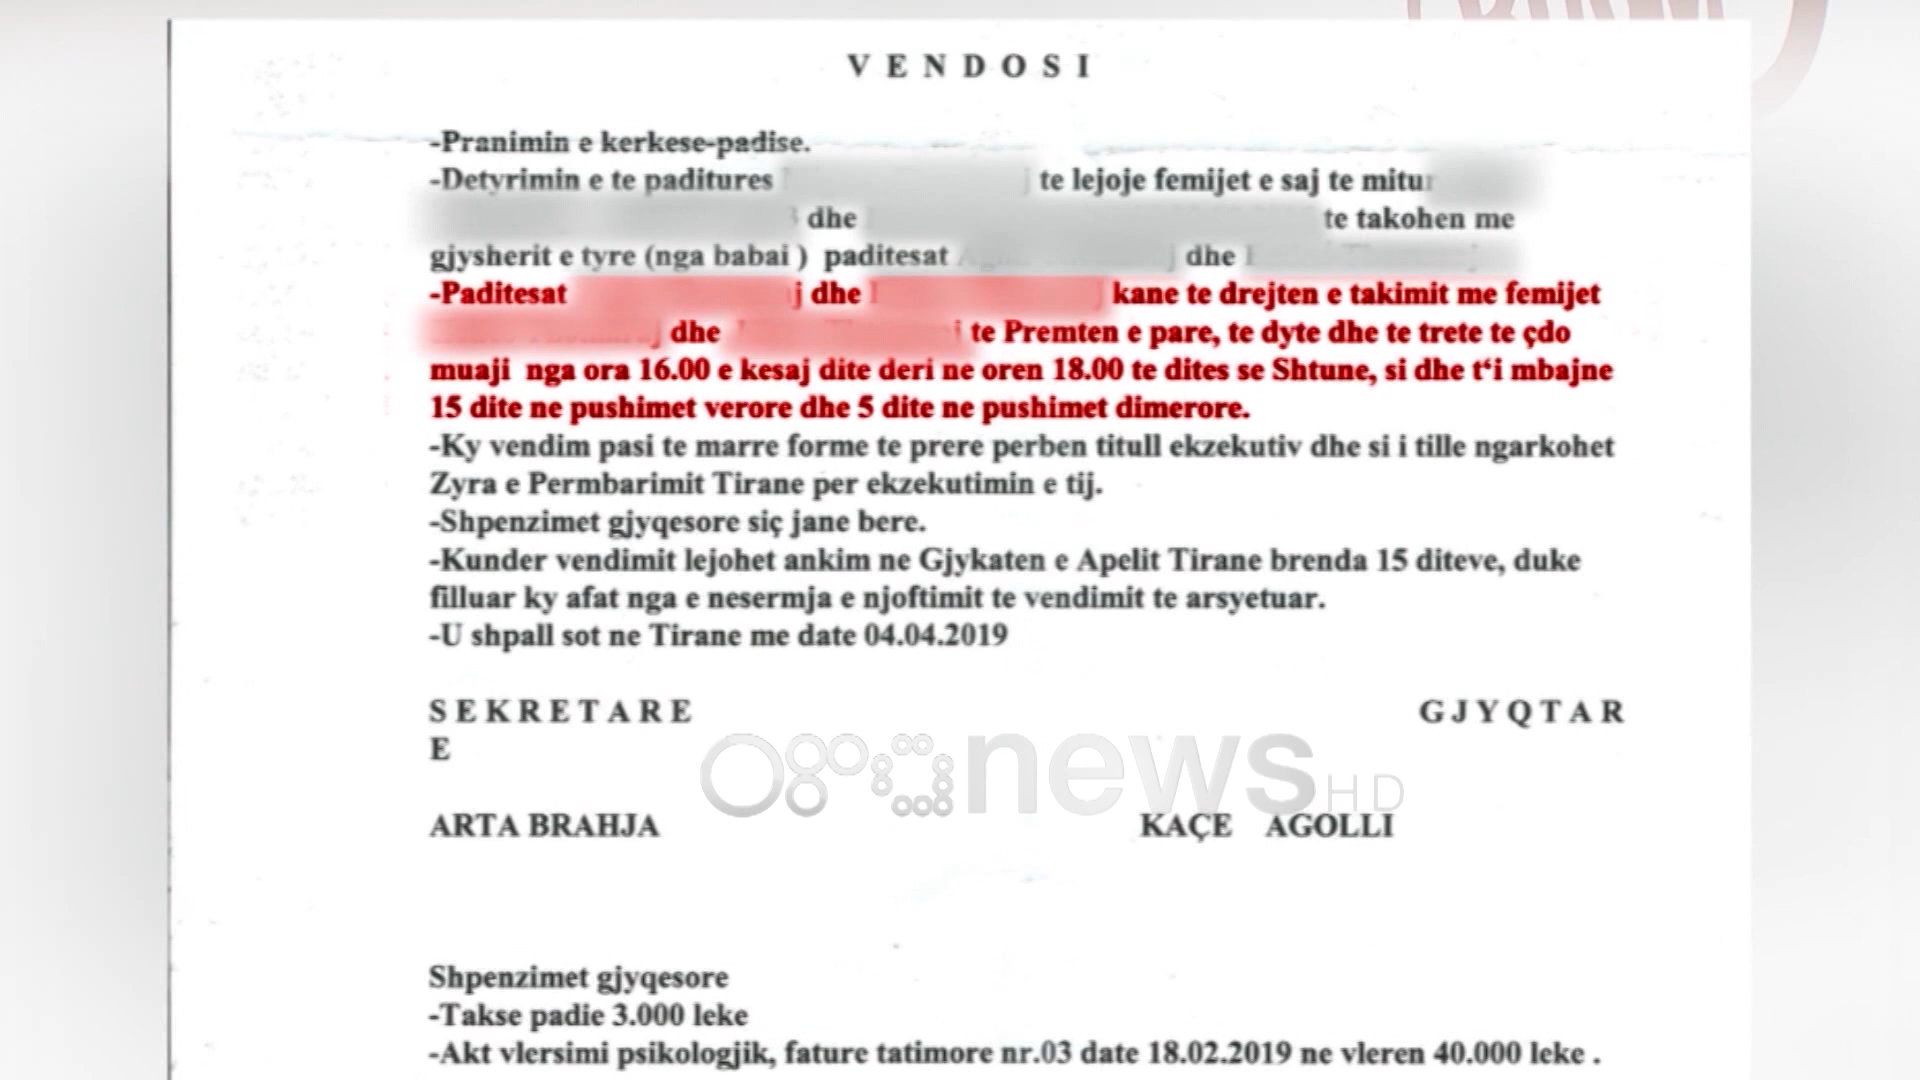 VENDOSI
-Pranimin e kerkese-padise.
-Detyrimin e te paditures te lejoje femijet e saj te mitur
dhe te takohen me
gjysherit e tyre (nga babai ) paditesat dhe
-Paditesat dhe kane te drejten e takimit me femijet
dhe te Premten e pare, te dyte dhe te trete te çdo
muaji nga ora 16.00 e kesaj dite deri ne oren 18.00 te dites se Shtune, si dhe t‘i mbajne
15 dite ne pushimet verore dhe 5 dite ne pushimet dimerore.
-Ky vendim pasi te marre forme te prere perben titull ekzekutiv dhe si i tille ngarkohet
Zyra e Permbarimit Tirane per ekzekutimin e tij.
-Shpenzimet gjyqesore siç jane bere.
-Kunder vendimit lejohet ankim ne Gjykaten e Apelit Tirane brenda 15 diteve, duke
filluar ky afat nga e nesermja e njoftimit te vendimit te arsyetuar.
-U shpall sot ne Tirane me date 04.04.2019
SEKRETARE GJYQTAR
E
news HD
ARTA BRAHJA KAÇE AGOLLI
Shpenzimet gjyqesore
-Takse padie 3.000 leke
-Akt vlersimi psikologjik, fature tatimore nr.03 date 18.02.2019 ne vleren 40.000 leke .